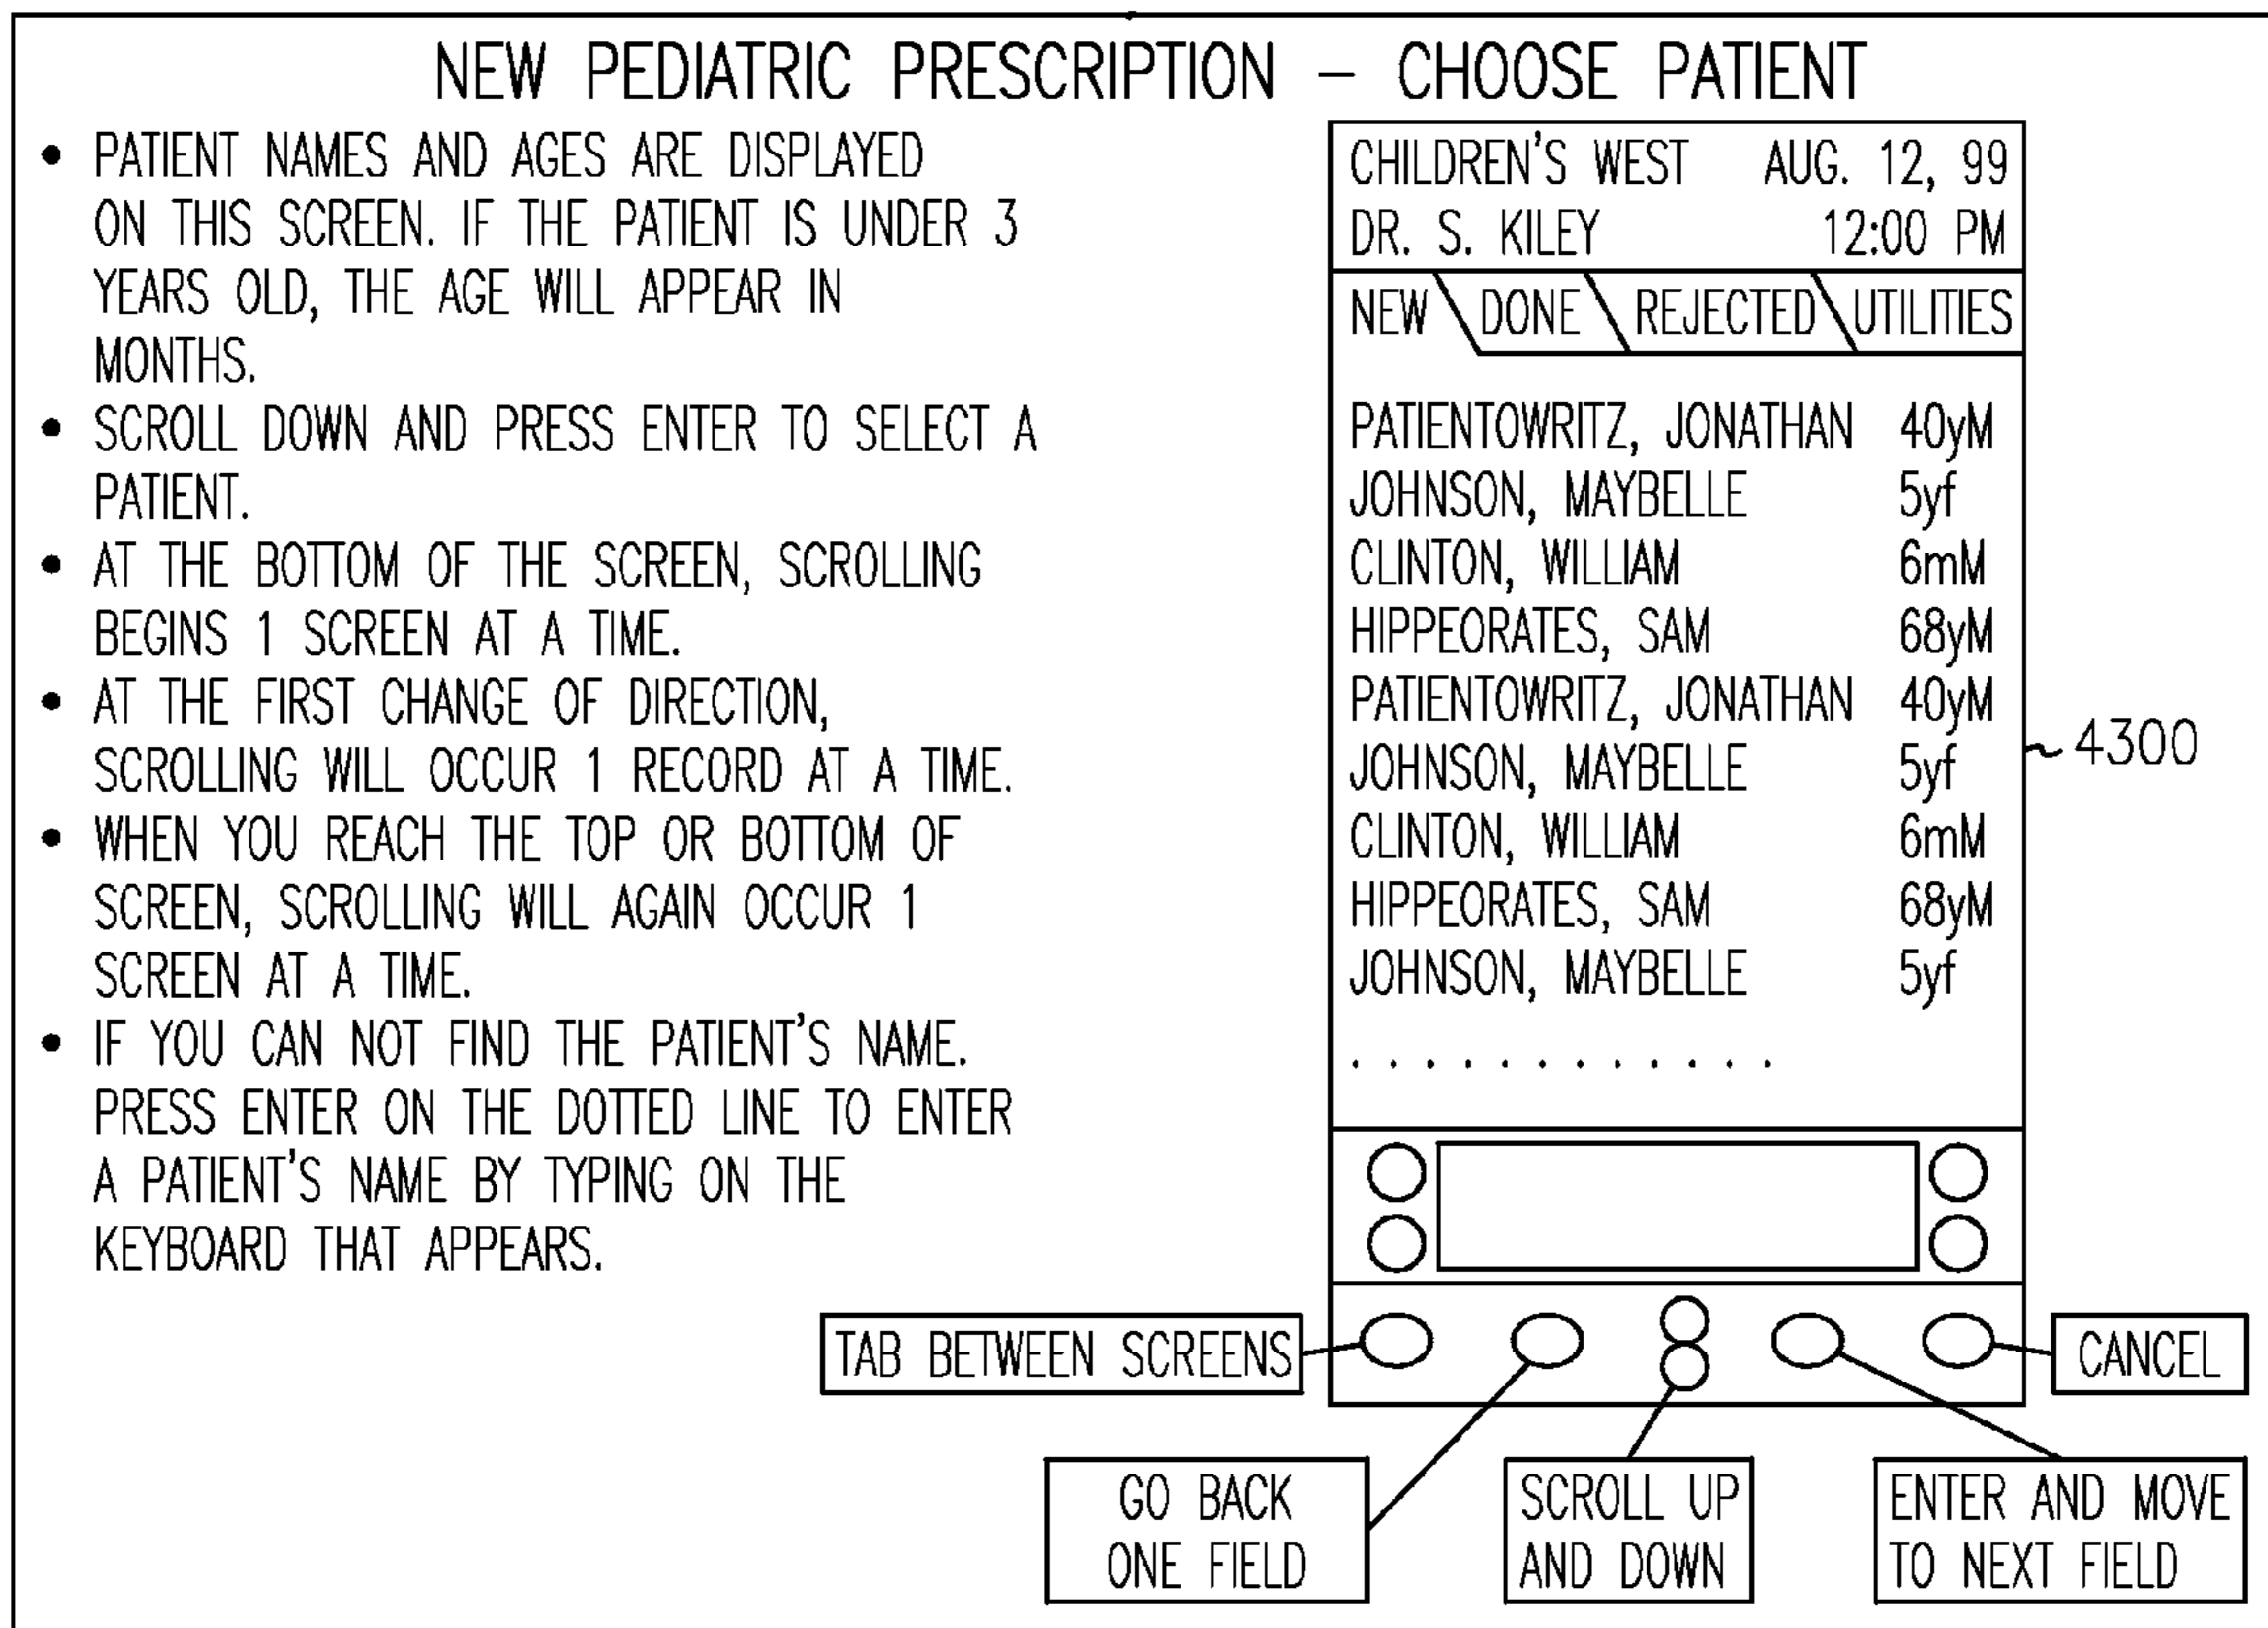 NEW PEDIATRIC PRESCRIPTION – CHOOSE PATIENT
• PATIENT NAMES AND AGES ARE DISPLAYED
ON THIS SCREEN. IF THE PATIENT IS UNDER 3
YEARS OLD, THE AGE WILL APPEAR IN
MONTHS.
• SCROLL DOWN AND PRESS ENTER TO SELECT A
PATIENT.
• AT THE BOTTOM OF THE SCREEN, SCROLLING
BEGINS 1 SCREEN AT A TIME.
• AT THE FIRST CHANGE OF DIRECTION,
SCROLLING WILL OCCUR 1 RECORD AT A TIME.
• WHEN YOU REACH THE TOP OR BOTTOM OF
SCREEN, SCROLLING WILL AGAIN OCCUR 1
SCREEN AT A TIME.
• IF YOU CAN NOT FIND THE PATIENT'S NAME.
PRESS ENTER ON THE DOTTED LINE TO ENTER
A PATIENT'S NAME BY TYPING ON THE
KEYBOARD THAT APPEARS.
CHILDREN'S WEST AUG. 12, 99
DR. S. KILEY 12:00 PM
NEW DONE REJECTED UTILITIES
PATIENTOWRITZ, JONATHAN 40yM
JOHNSON, MAYBELLE 5yf
CLINTON, WILLIAM 6mM
HIPPEORATES, SAM 68yM
PATIENTOWRITZ, JONATHAN 40yM
JOHNSON, MAYBELLE 5yf
CLINTON, WILLIAM 6mM
HIPPEORATES, SAM 68yM
JOHNSON, MAYBELLE 5yf
. . . . . . . . . . . .
4300
TAB BETWEEN SCREENS
CANCEL
GO BACK
ONE FIELD
SCROLL UP
AND DOWN
ENTER AND MOVE
TO NEXT FIELD